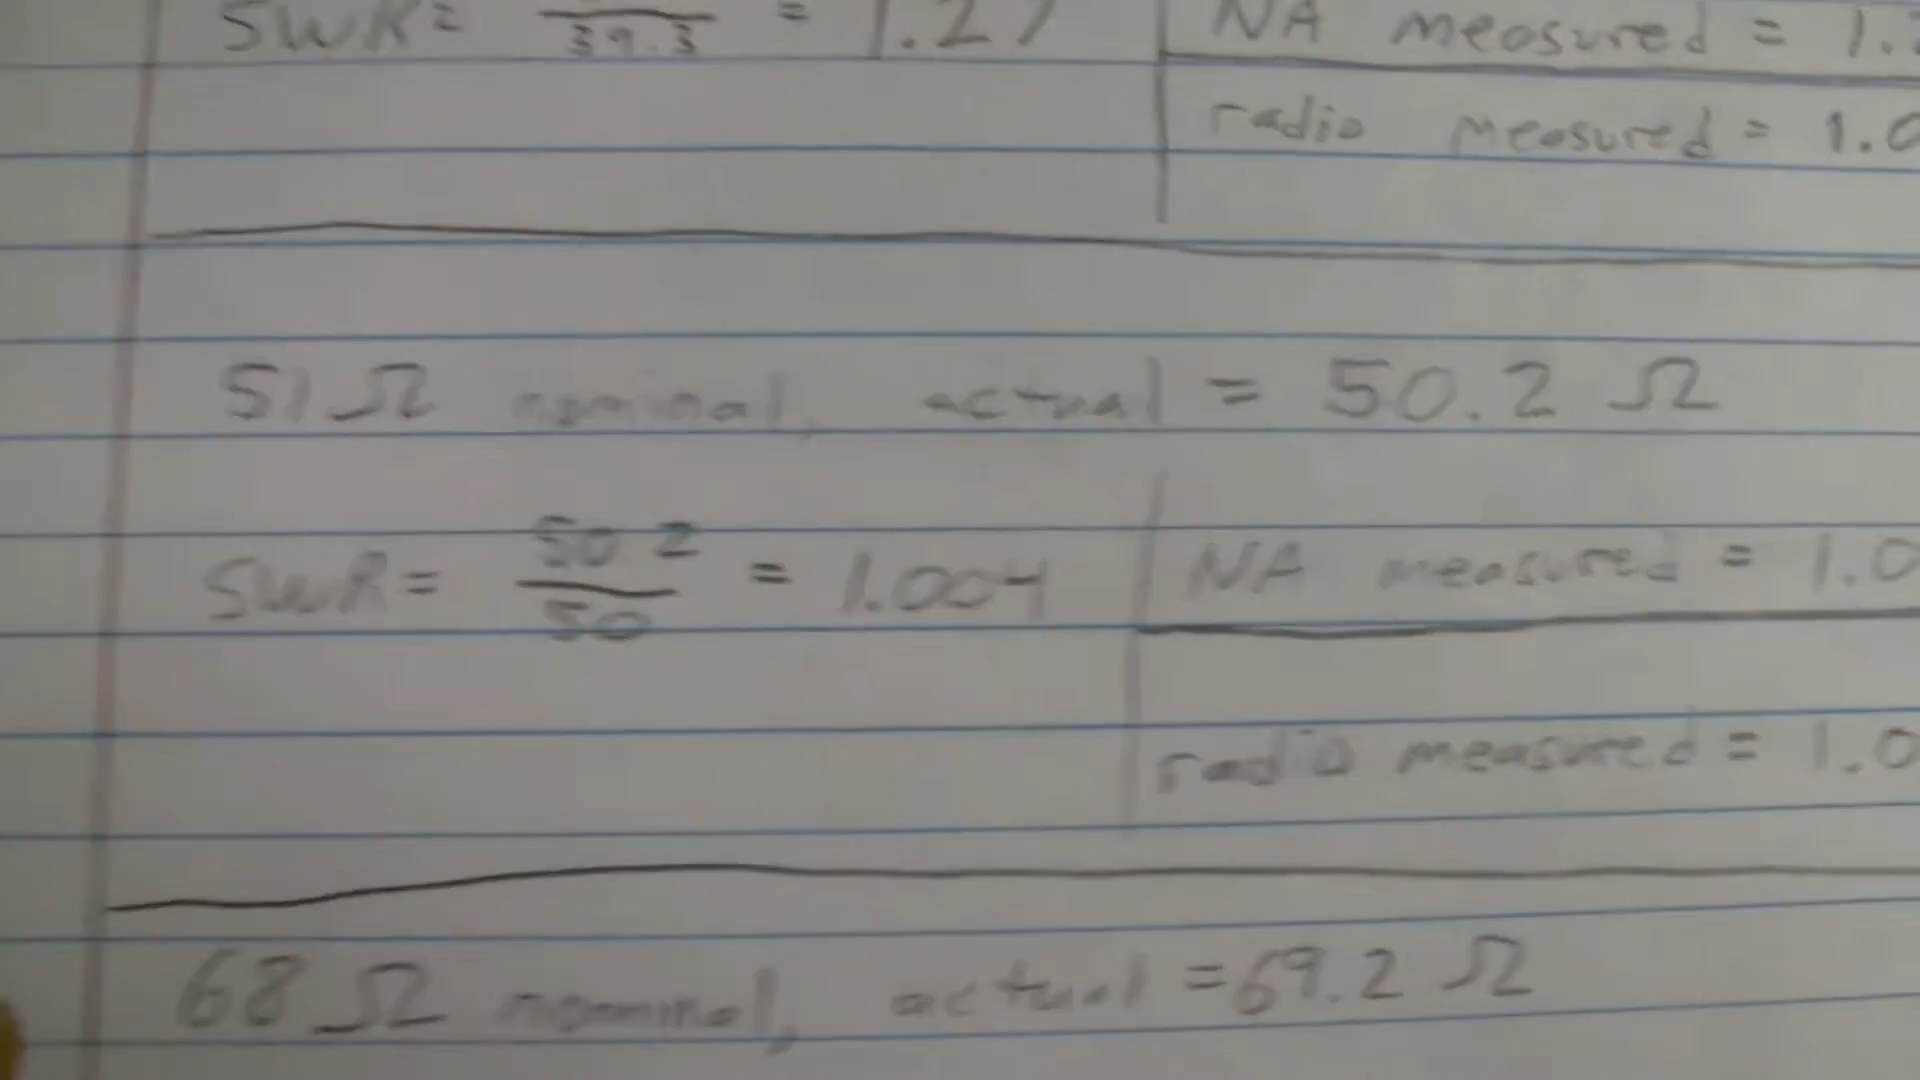 SWR= /39.3 = 1.27
NA measured = 1.
radio measured = 1.0
51 Ω nominal, actual = 50.2 Ω
SWR= 50.2/50 = 1.004
NA measured = 1.0
radio measured = 1.0
68 Ω nominal, actual =69.2 Ω